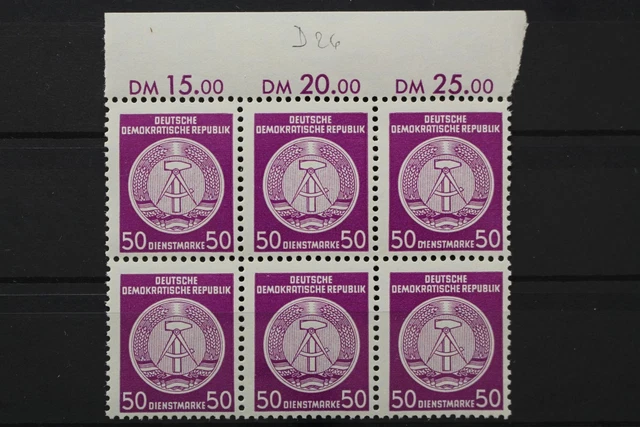 D 26
DM 15.00 DM 20.00 DM 25.00
DEUTSCHE DEUTSCHE DEUTSCHE
DEMOKRATISCHE REPUBLIK DEMOKRATISCHE REPUBLIK DEMOKRATISCHE REPUBLIK
50 DIENSTMARKE 50 50 DIENSTMARKE 50 50 DIENSTMARKE 50
DEUTSCHE DEUTSCHE DEUTSCHE
DEMOKRATISCHE REPUBLIK DEMOKRATISCHE REPUBLIK DEMOKRATISCHE REPUBLIK
50 DIENSTMARKE 50 50 DIENSTMARKE 50 50 DIENSTMARKE 50